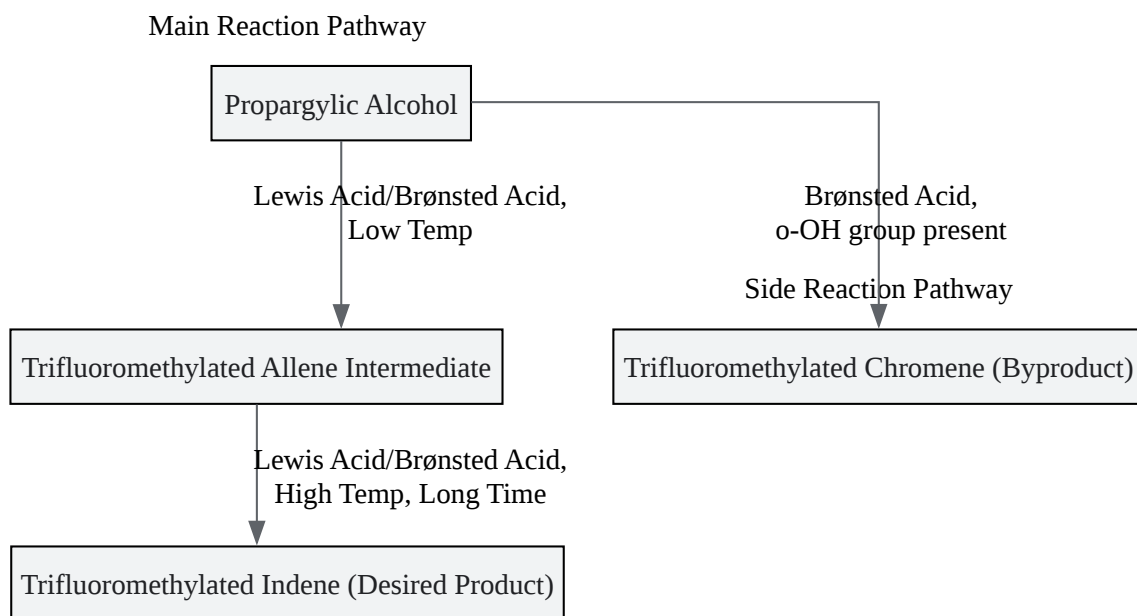 Main Reaction Pathway
Propargylic Alcohol
Lewis Acid/Brønsted Acid,
Low Temp
Brønsted Acid,
o-OH group present
Side Reaction Pathway
Trifluoromethylated Allene Intermediate
Trifluoromethylated Chromene (Byproduct)
Lewis Acid/Brønsted Acid,
High Temp, Long Time
Trifluoromethylated Indene (Desired Product)